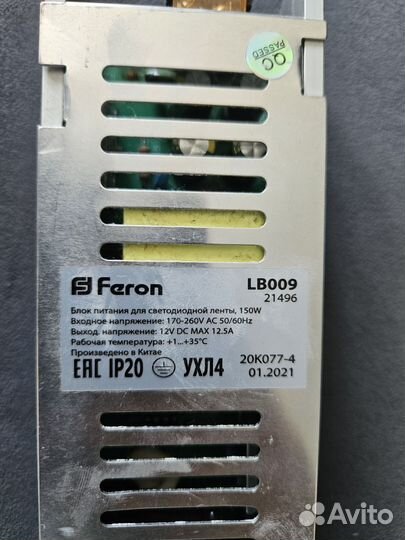 QC
PASSED
Feron LB009
21496
Блок питания для светодиодной ленты, 150W
Входное напряжение: 170-260V AC 50/60Hz
Выход. напряжение: 12V DC MAX 12.5A
Рабочая температура: +1...+35°C
Произведено в Китае
EAC IP20 УХЛ4
20K077-4
01.2021
Avito